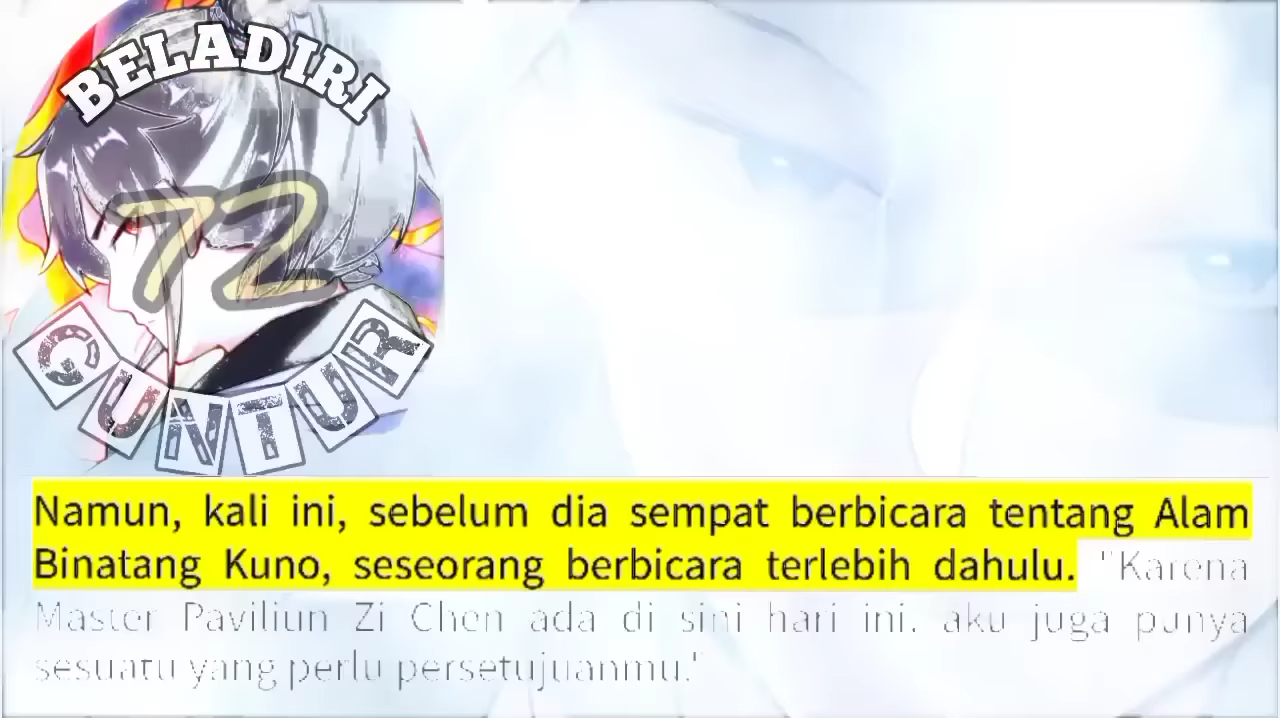 BELADIRI
72
GUNTUR
Namun, kali ini, sebelum dia sempat berbicara tentang Alam
Binatang Kuno, seseorang berbicara terlebih dahulu. "Karena
Master Paviliun Zi Chen ada di sini hari ini. aku juga punya
sesuatu yang perlu persetujuanmu."